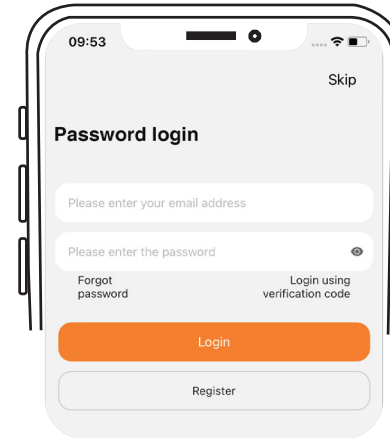 09:53
Skip
Password login
Please enter your email address
Please enter the password
Forgot
password
Login using
verification code
Login
Register